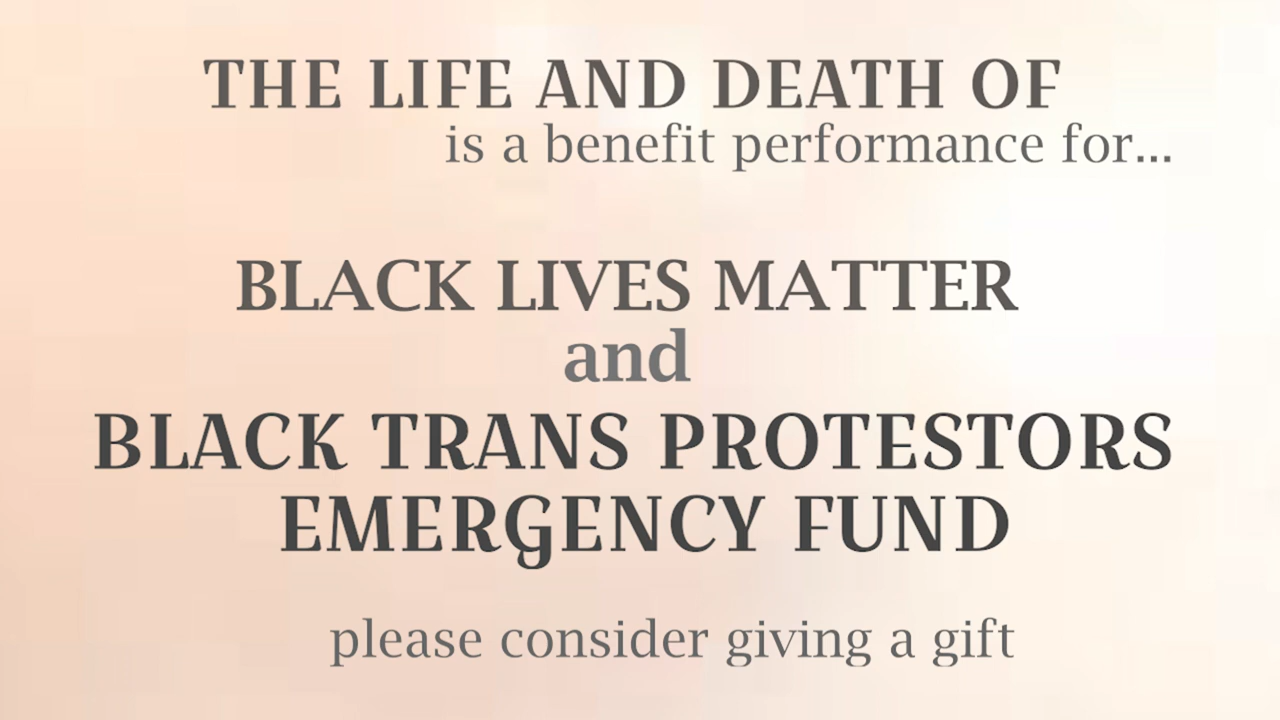 THE LIFE AND DEATH OF
is a benefit performance for...
BLACK LIVES MATTER
and
BLACK TRANS PROTESTORS
EMERGENCY FUND
please consider giving a gift